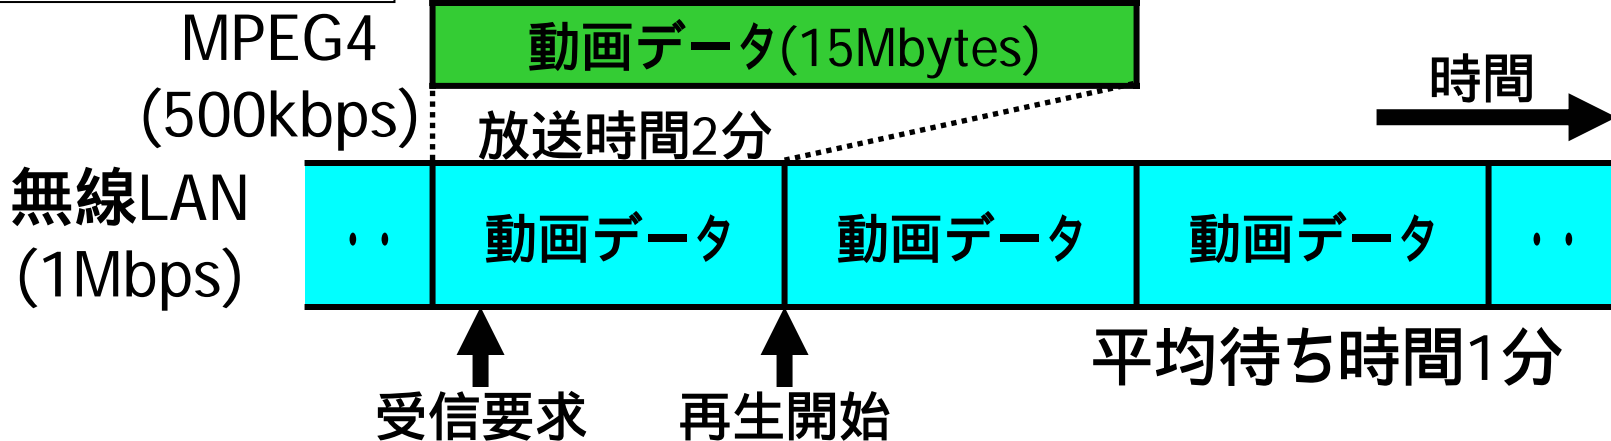 MPEG4
(500kbps)
動画データ(15Mbytes)
放送時間2分
時間
無線LAN
(1Mbps)
・・
動画データ
動画データ
動画データ
・・
受信要求
再生開始
平均待ち時間1分